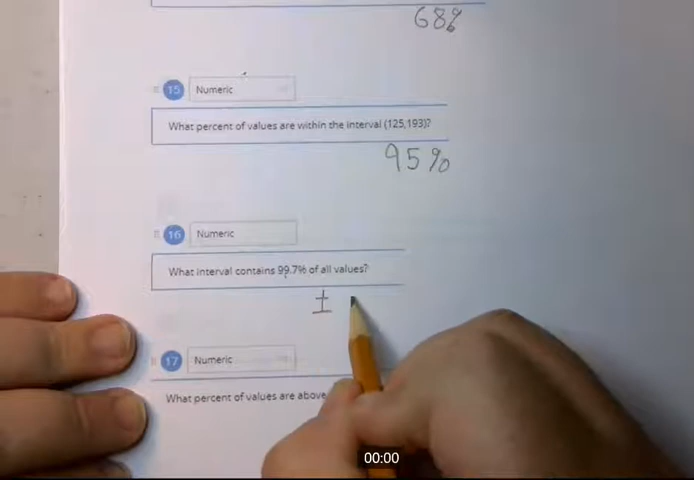 68%
15 Numeric
What percent of values are within the interval (125,193)?
95%
16 Numeric
What interval contains 99.7% of all values?
±
17 Numeric
What percent of values are above
00:00